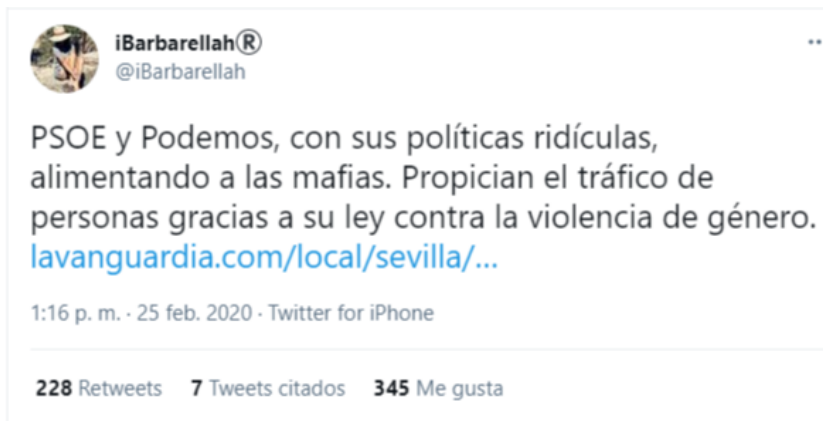 iBarbarellah®
@iBarbarellah
PSOE y Podemos, con sus políticas ridículas,
alimentando a las mafias. Propician el tráfico de
personas gracias a su ley contra la violencia de género.
lavanguardia.com/local/sevilla/...
1:16 p. m. · 25 feb. 2020 · Twitter for iPhone
228 Retweets 7 Tweets citados 345 Me gusta